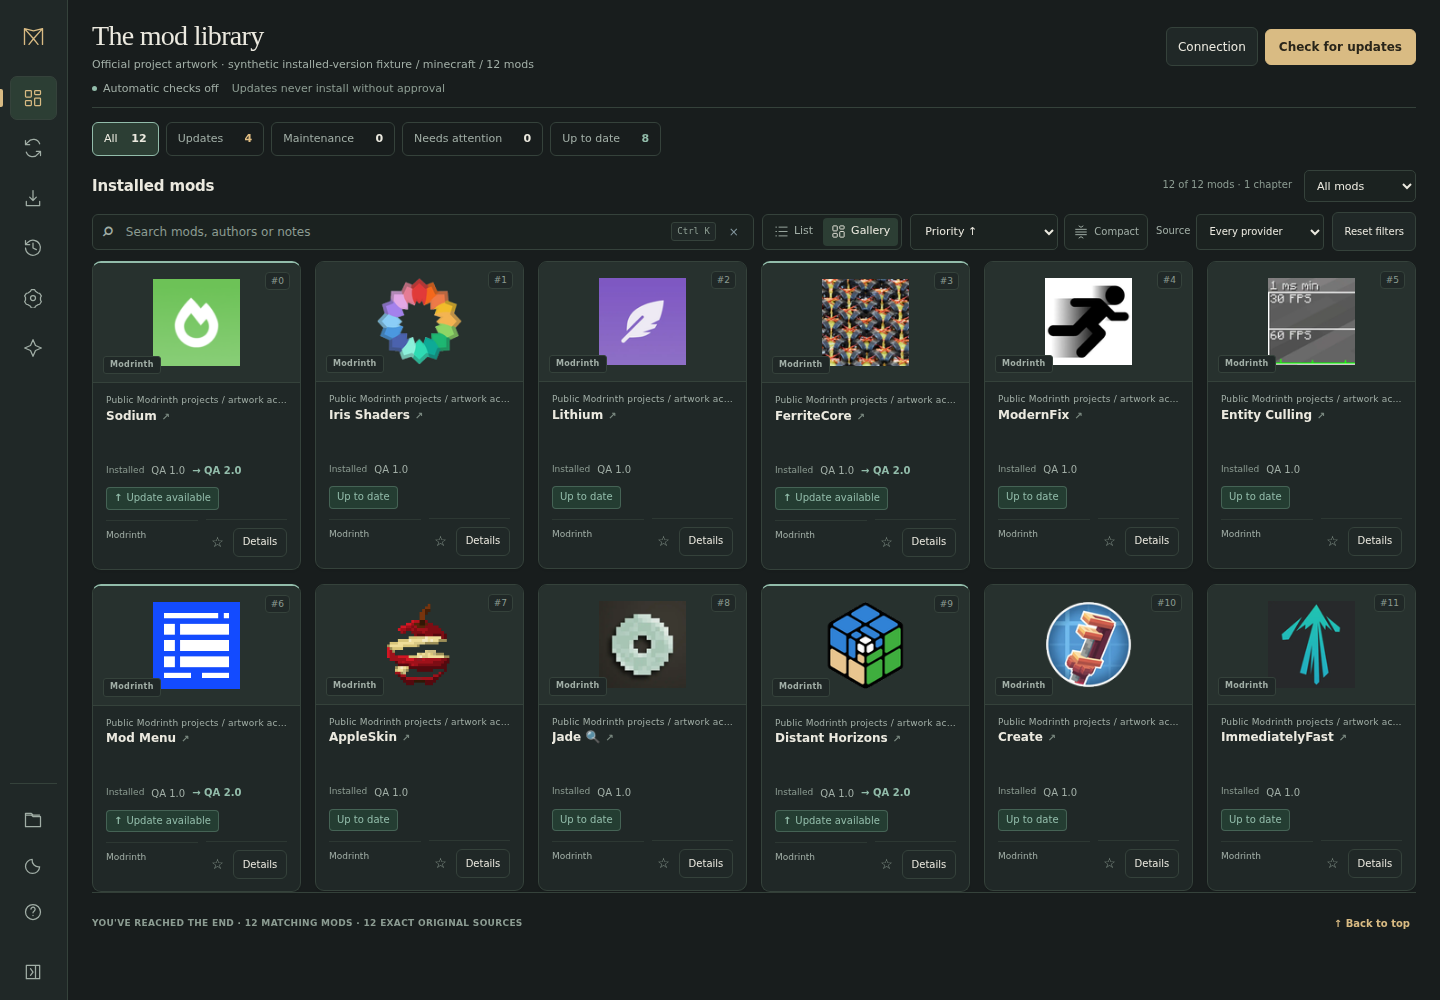 The mod library
Official project artwork · synthetic installed-version fixture / minecraft / 12 mods
Automatic checks off Updates never install without approval
Connection
Check for updates
All 12
Updates 4
Maintenance 0
Needs attention 0
Up to date 8
Installed mods
12 of 12 mods · 1 chapter
All mods
Search mods, authors or notes
Ctrl K ×
List
Gallery
Priority ↑
Compact
Source
Every provider
Reset filters
#0
Modrinth
Public Modrinth projects / artwork ac...
Sodium ↗
Installed QA 1.0 → QA 2.0
↑ Update available
Modrinth
☆ Details
#1
Modrinth
Public Modrinth projects / artwork ac...
Iris Shaders ↗
Installed QA 1.0
Up to date
Modrinth
☆ Details
#2
Modrinth
Public Modrinth projects / artwork ac...
Lithium ↗
Installed QA 1.0
Up to date
Modrinth
☆ Details
#3
Modrinth
Public Modrinth projects / artwork ac...
FerriteCore ↗
Installed QA 1.0 → QA 2.0
↑ Update available
Modrinth
☆ Details
#4
Modrinth
Public Modrinth projects / artwork ac...
ModernFix ↗
Installed QA 1.0
Up to date
Modrinth
☆ Details
#5
1 ms min
30 FPS
60 FPS
Modrinth
Public Modrinth projects / artwork ac...
Entity Culling ↗
Installed QA 1.0
Up to date
Modrinth
☆ Details
#6
Modrinth
Public Modrinth projects / artwork ac...
Mod Menu ↗
Installed QA 1.0 → QA 2.0
↑ Update available
Modrinth
☆ Details
#7
Modrinth
Public Modrinth projects / artwork ac...
AppleSkin ↗
Installed QA 1.0
Up to date
Modrinth
☆ Details
#8
Modrinth
Public Modrinth projects / artwork ac...
Jade 🔍 ↗
Installed QA 1.0
Up to date
Modrinth
☆ Details
#9
Modrinth
Public Modrinth projects / artwork ac...
Distant Horizons ↗
Installed QA 1.0 → QA 2.0
↑ Update available
Modrinth
☆ Details
#10
Modrinth
Public Modrinth projects / artwork ac...
Create ↗
Installed QA 1.0
Up to date
Modrinth
☆ Details
#11
Modrinth
Public Modrinth projects / artwork ac...
ImmediatelyFast ↗
Installed QA 1.0
Up to date
Modrinth
☆ Details
YOU'VE REACHED THE END · 12 MATCHING MODS · 12 EXACT ORIGINAL SOURCES
↑ Back to top